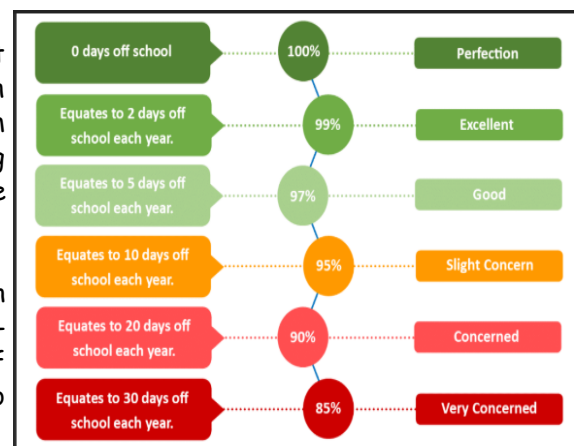 0 days off school
100%
Perfection
Equates to 2 days off
school each year.
99%
Excellent
Equates to 5 days off
school each year.
97%
Good
Equates to 10 days off
school each year.
95%
Slight Concern
Equates to 20 days off
school each year.
90%
Concerned
Equates to 30 days off
school each year.
85%
Very Concerned